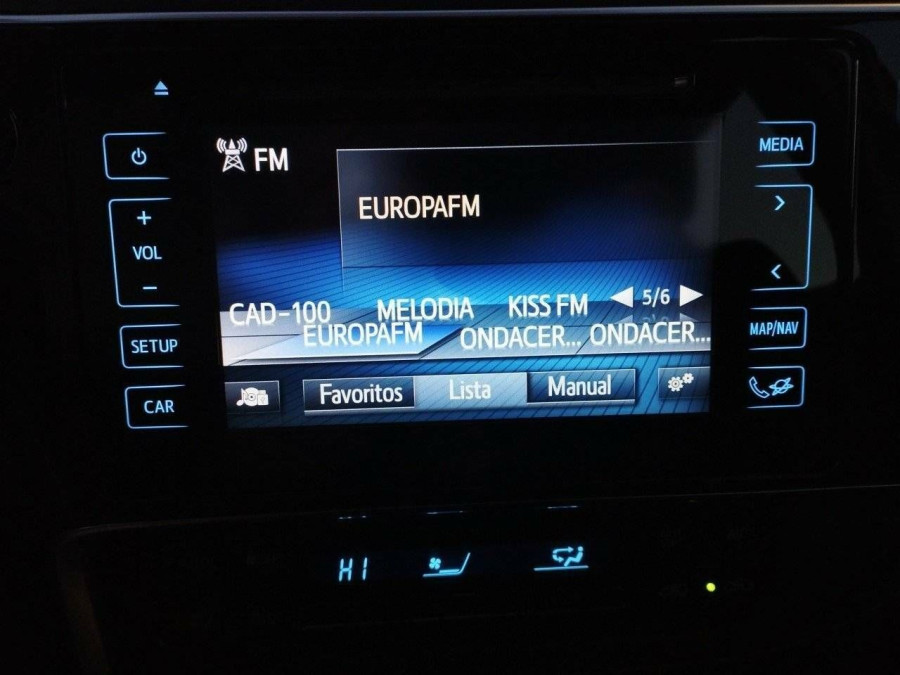 MEDIA
FM
EUROPAFM
+
VOL
−
CAD-100 MELODIA KISS FM 5/6
EUROPAFM ONDACER... ONDACER...
MAP/NAV
SETUP
Favoritos Lista Manual
CAR
HI